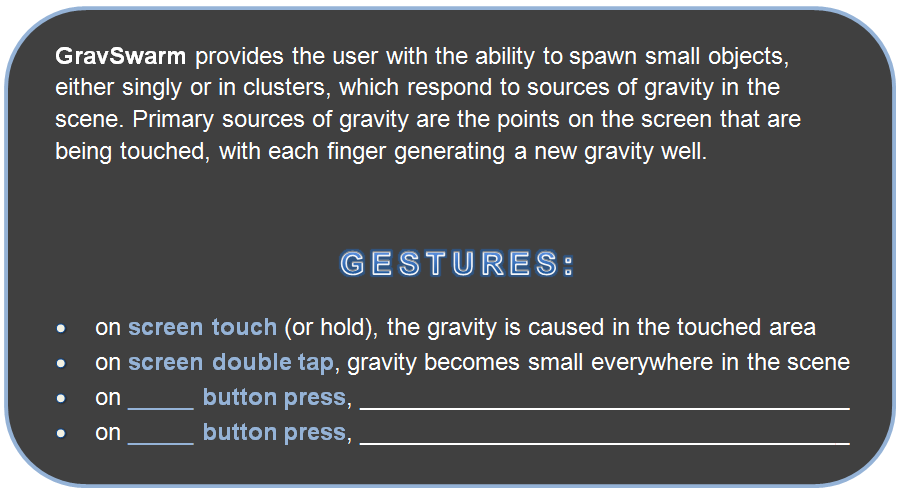 GravSwarm provides the user with the ability to spawn small objects,
either singly or in clusters, which respond to sources of gravity in the
scene. Primary sources of gravity are the points on the screen that are
being touched, with each finger generating a new gravity well.
GESTURES:
• on screen touch (or hold), the gravity is caused in the touched area
• on screen double tap, gravity becomes small everywhere in the scene
• on _____ button press, ______________________________________
• on _____ button press, ______________________________________